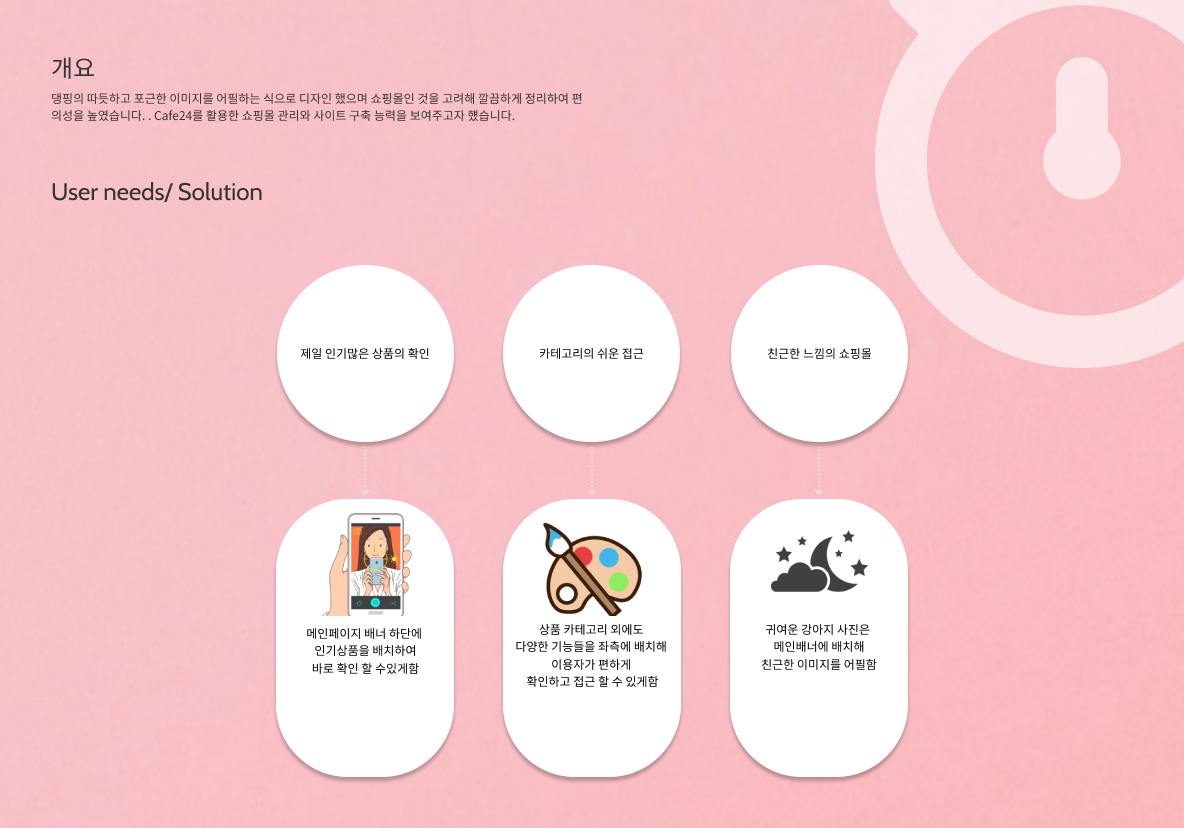 개요
댕핑의 따듯하고 포근한 이미지를 어필하는 식으로 디자인 했으며 쇼핑몰인 것을 고려해 깔끔하게 정리하여 편
의성을 높였습니다. . Cafe24를 활용한 쇼핑몰 관리와 사이트 구축 능력을 보여주고자 했습니다.
User needs/ Solution
제일 인기많은 상품의 확인
카테고리의 쉬운 접근
친근한 느낌의 쇼핑몰
메인페이지 배너 하단에
인기상품을 배치하여
바로 확인 할 수있게함
상품 카테고리 외에도
다양한 기능들을 좌측에 배치해
이용자가 편하게
확인하고 접근 할 수 있게함
귀여운 강아지 사진은
메인배너에 배치해
친근한 이미지를 어필함